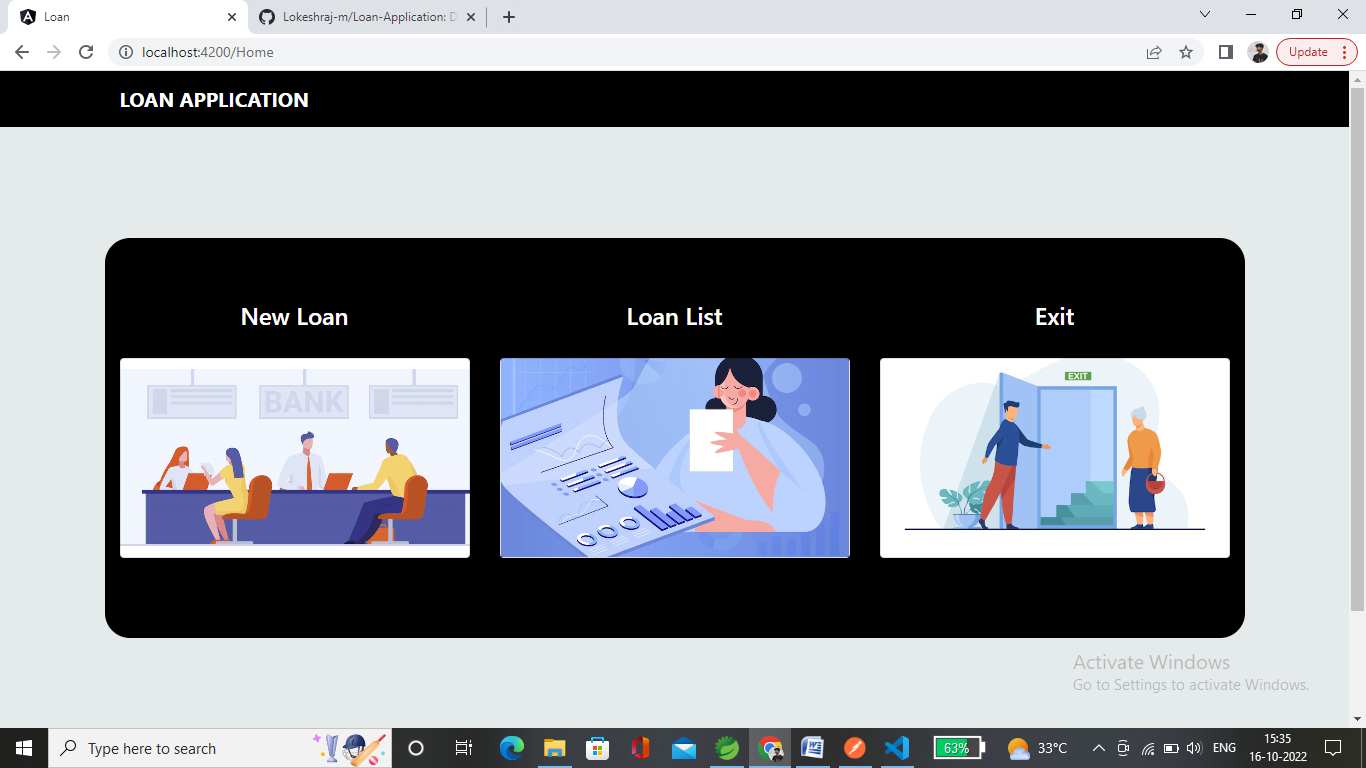 Loan
Lokeshraj-m/Loan-Application: D
localhost:4200/Home
Update
LOAN APPLICATION
New Loan
Loan List
Exit
BANK
EXIT
Activate Windows
Go to Settings to activate Windows.
Type here to search
63%
33°C
ENG
15:35
16-10-2022